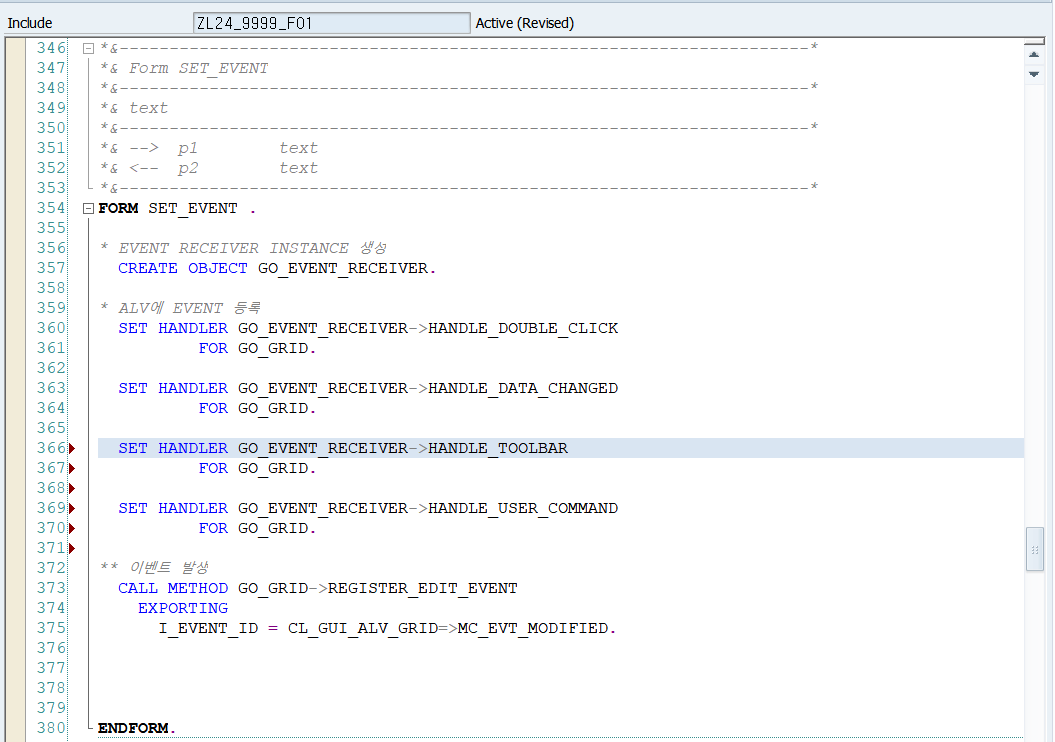 Include ZL24_9999_F01 Active (Revised)
346 *&---------------------------------------------------------------------*
347 *& Form SET_EVENT
348 *&---------------------------------------------------------------------*
349 *& text
350 *&---------------------------------------------------------------------*
351 *& -->  p1        text
352 *& <--  p2        text
353 *&---------------------------------------------------------------------*
354 FORM SET_EVENT .
355
356 * EVENT RECEIVER INSTANCE 생성
357   CREATE OBJECT GO_EVENT_RECEIVER.
358
359 * ALV에 EVENT 등록
360   SET HANDLER GO_EVENT_RECEIVER->HANDLE_DOUBLE_CLICK
361           FOR GO_GRID.
362
363   SET HANDLER GO_EVENT_RECEIVER->HANDLE_DATA_CHANGED
364           FOR GO_GRID.
365
366   SET HANDLER GO_EVENT_RECEIVER->HANDLE_TOOLBAR
367           FOR GO_GRID.
368
369   SET HANDLER GO_EVENT_RECEIVER->HANDLE_USER_COMMAND
370           FOR GO_GRID.
371
372 ** 이벤트 발생
373   CALL METHOD GO_GRID->REGISTER_EDIT_EVENT
374     EXPORTING
375       I_EVENT_ID = CL_GUI_ALV_GRID=>MC_EVT_MODIFIED.
376
377
378
379
380 ENDFORM.